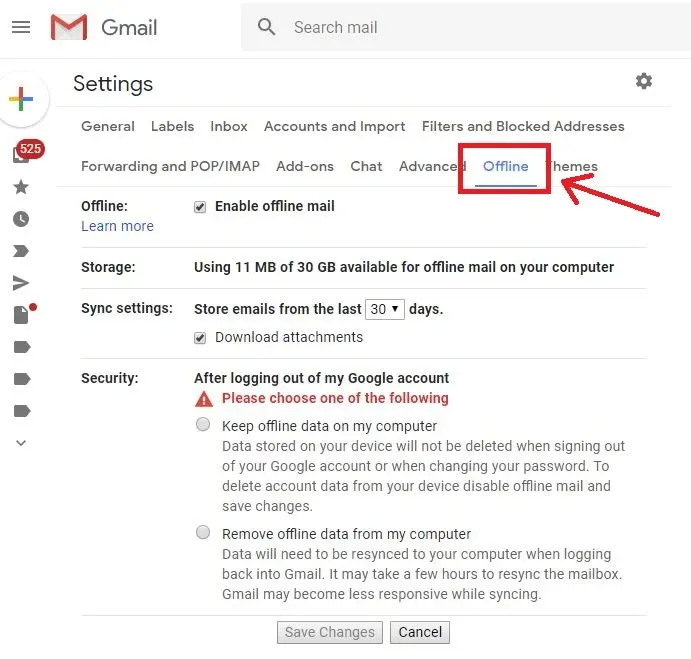 Gmail
Search mail
Settings
General Labels Inbox Accounts and Import Filters and Blocked Addresses
525
Forwarding and POP/IMAP Add-ons Chat Advanced Offline Themes
Offline: Enable offline mail
Learn more
Storage: Using 11 MB of 30 GB available for offline mail on your computer
Sync settings: Store emails from the last 30 days.
Download attachments
Security: After logging out of my Google account
Please choose one of the following
Keep offline data on my computer
Data stored on your device will not be deleted when signing out
of your Google account or when changing your password. To
delete account data from your device disable offline mail and
save changes.
Remove offline data from my computer
Data will need to be resynced to your computer when logging
back into Gmail. It may take a few hours to resync the mailbox.
Gmail may become less responsive while syncing.
Save Changes Cancel